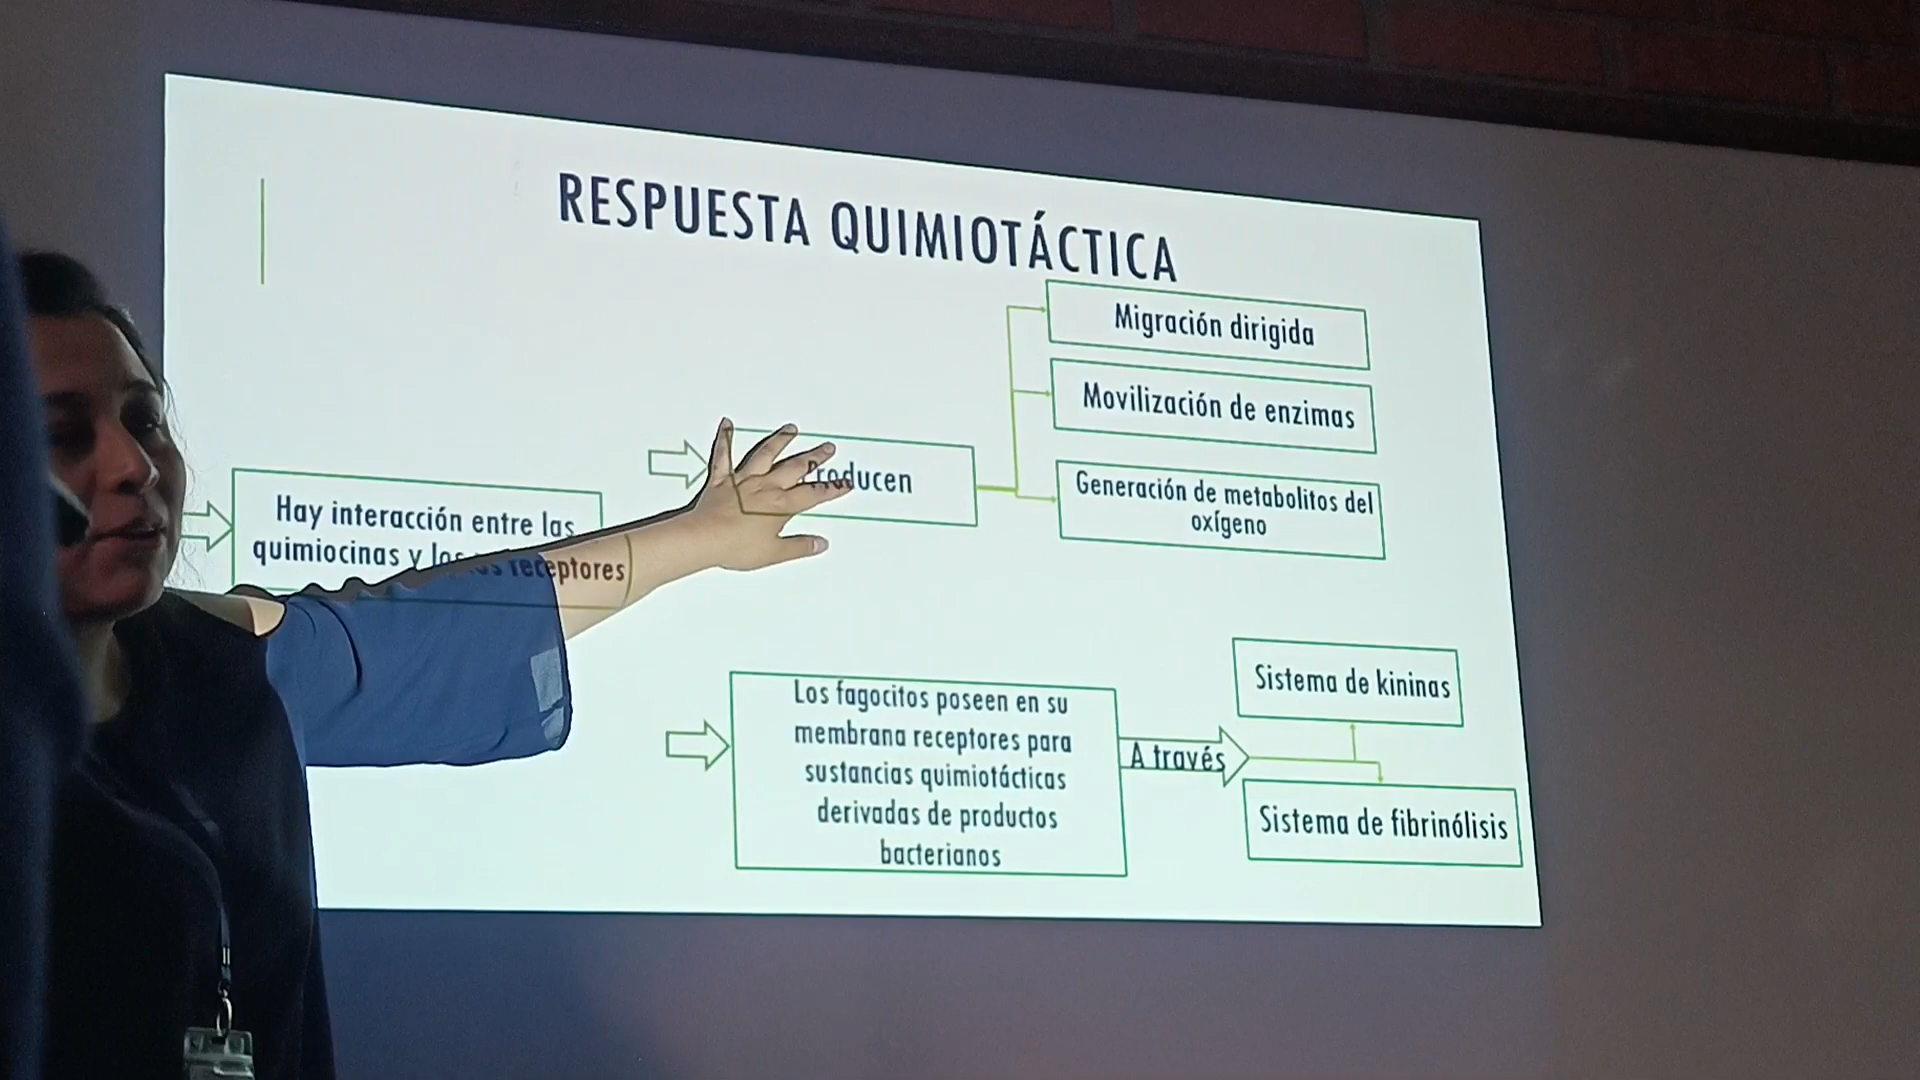 RESPUESTA QUIMIOTÁCTICA
Hay interacción entre las
quimiocinas y los receptores
Producen
Migración dirigida
Movilización de enzimas
Generación de metabolitos del
oxígeno
Los fagocitos poseen en su
membrana receptores para
sustancias quimiotácticas
derivadas de productos
bacterianos
A través
Sistema de kininas
Sistema de fibrinólisis